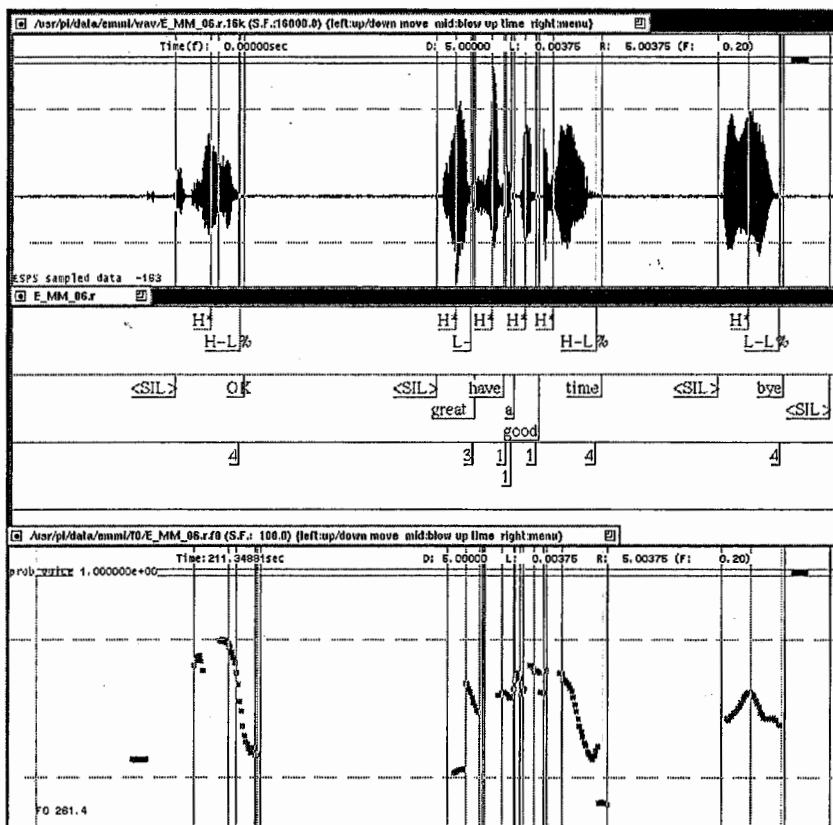 /usr/pi/data/emmi/wav/E_MM_06.r.16k (S.F.:16000.0) {left:up/down move mid:blow up time right:menu}
Time(f): 0.00000sec D: 5.00000 L: 0.00375 R: 5.00375 (F: 0.20)
ESPS sampled data -163
E_MM_06.r
H* H* H* H* H* H*
H-L% L- H-L% L-L%
<SIL> OK <SIL> have time <SIL> bye
great a <SIL>
good
4 3 1 1 4 4
1
/usr/pi/data/emmi/f0/E_MM_06.r.f0 (S.F.: 100.0) {left:up/down move mid:blow up time right:menu}
Time: D: 5.00000 L: 0.00375 R: 5.00375 (F: 0.20)
prob_voice 1.000000e+00
F0 261.4